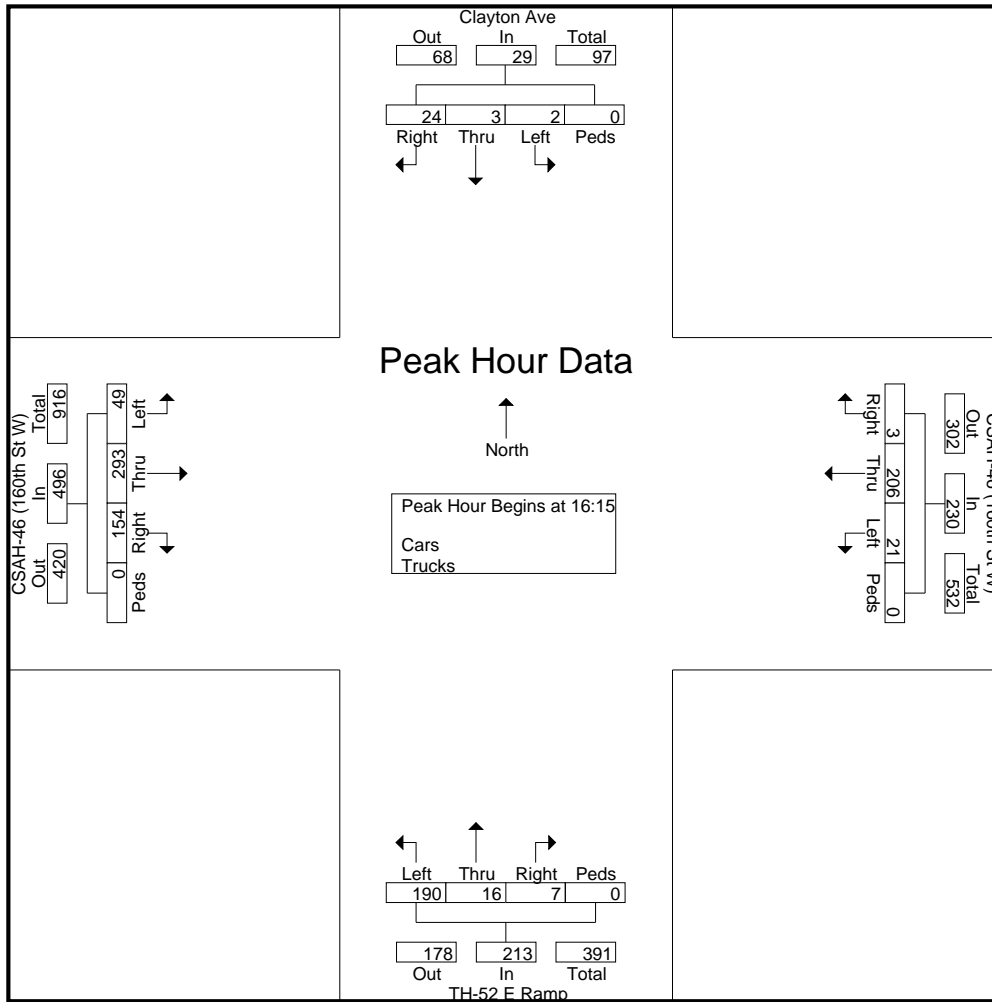 Clayton Ave
Out In Total
68 29 97
24 3 2 0
Right Thru Left Peds
Peak Hour Data
North
Peak Hour Begins at 16:15
Cars
Trucks
CSAH-46 (160th St W)
Total In Out
916 496 420
49 293 154 0
Left Thru Right Peds
CSAH-46 (160th St W)
Out In Total
302 230 532
3 206 21 0
Right Thru Left Peds
Left Thru Right Peds
190 16 7 0
178 213 391
Out In Total
TH-52 E Ramp